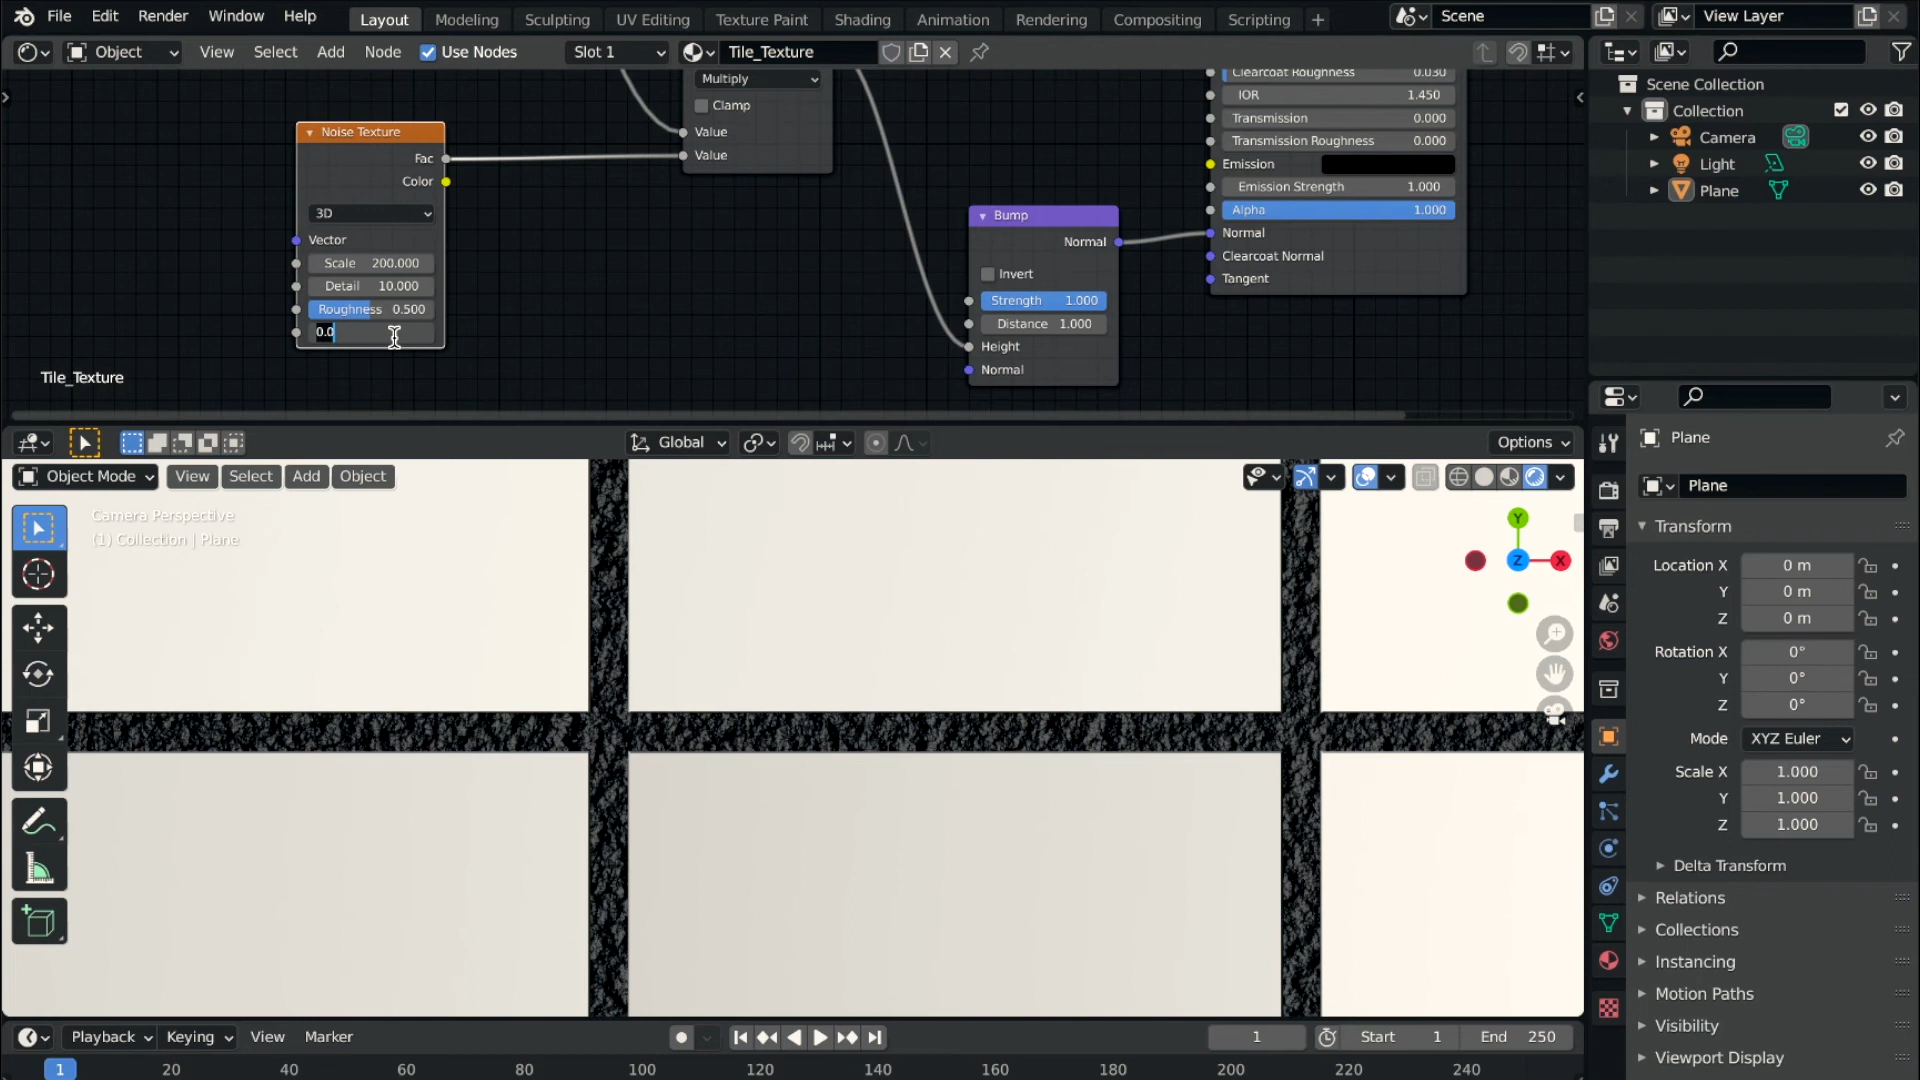 File Edit Render Window Help Layout Modeling Sculpting UV Editing Texture Paint Shading Animation Rendering Compositing Scripting + Scene View Layer
Object View Select Add Node Use Nodes Slot 1 Tile_Texture
Multiply
Clamp
Value
Value
Noise Texture
Fac
Color
3D
Vector
Scale 200.000
Detail 10.000
Roughness 0.500
0.0
Tile_Texture
Bump
Normal
Invert
Strength 1.000
Distance 1.000
Height
Normal
Clearcoat Roughness 0.030
IOR 1.450
Transmission 0.000
Transmission Roughness 0.000
Emission
Emission Strength 1.000
Alpha 1.000
Normal
Clearcoat Normal
Tangent
Scene Collection
Collection
Camera
Light
Plane
Global Options
Object Mode View Select Add Object
Camera Perspective
(1) Collection | Plane
Y
Z X
Plane
Plane
Transform
Location X 0 m
Y 0 m
Z 0 m
Rotation X 0°
Y 0°
Z 0°
Mode XYZ Euler
Scale X 1.000
Y 1.000
Z 1.000
Delta Transform
Relations
Collections
Instancing
Motion Paths
Visibility
Viewport Display
Playback Keying View Marker 1 Start 1 End 250
1 20 40 60 80 100 120 140 160 180 200 220 240